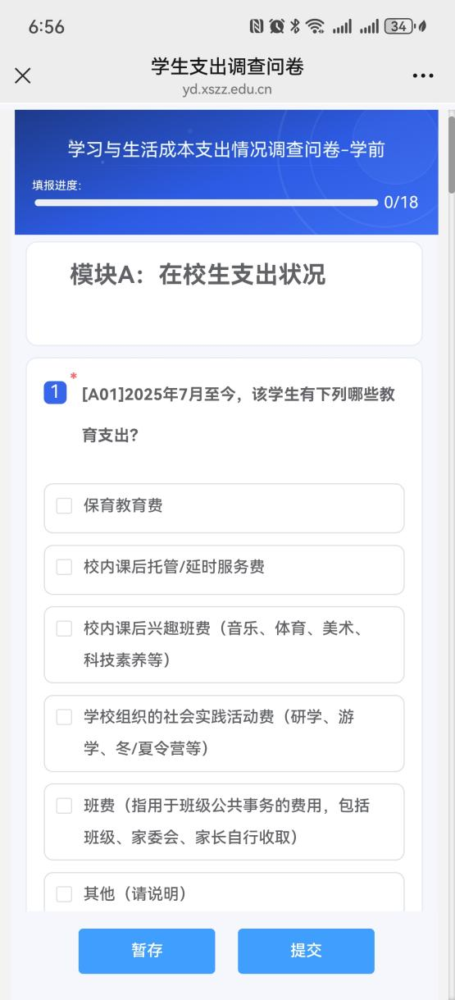 6:56
34
学生支出调查问卷
yd.xszz.edu.cn
学习与生活成本支出情况调查问卷-学前
填报进度:
0/18
模块A：在校生支出状况
1
*
[A01]2025年7月至今，该学生有下列哪些教
育支出？
保育教育费
校内课后托管/延时服务费
校内课后兴趣班费（音乐、体育、美术、
科技素养等）
学校组织的社会实践活动费（研学、游
学、冬/夏令营等）
班费（指用于班级公共事务的费用，包括
班级、家委会、家长自行收取）
其他（请说明）
暂存
提交